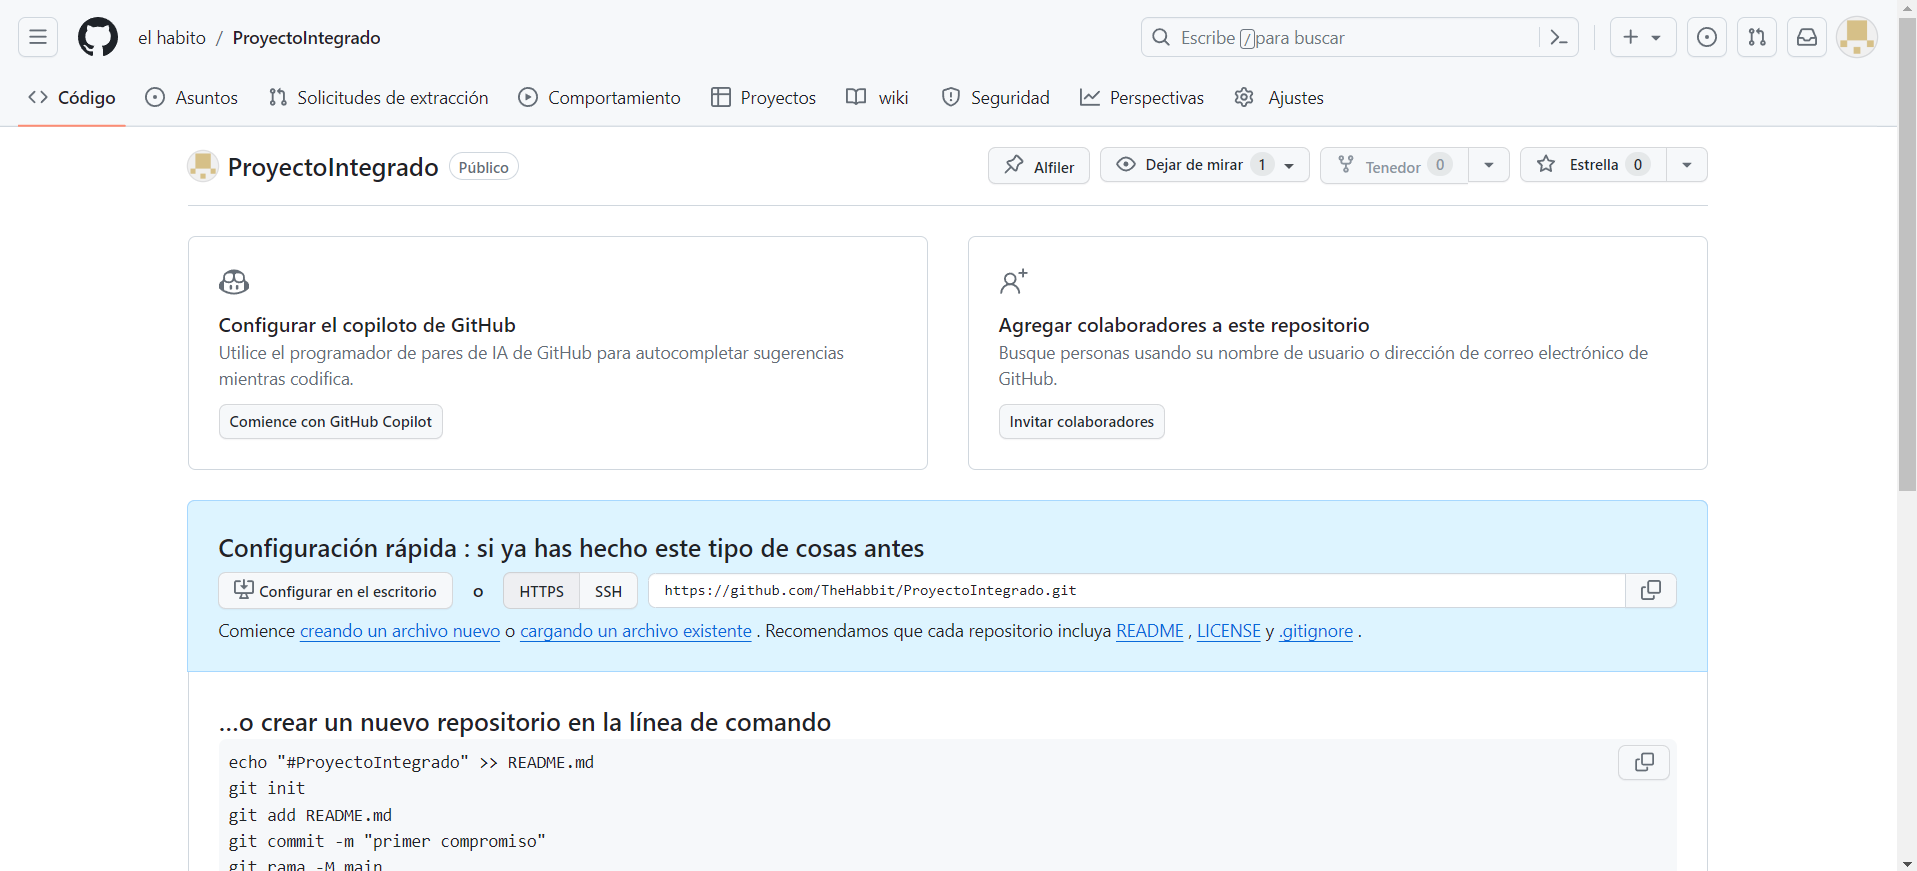 el habito / ProyectoIntegrado
Escribe / para buscar
Código Asuntos Solicitudes de extracción Comportamiento Proyectos wiki Seguridad Perspectivas Ajustes
ProyectoIntegrado Público
Alfiler Dejar de mirar 1 Tenedor 0 Estrella 0
Configurar el copiloto de GitHub
Utilice el programador de pares de IA de GitHub para autocompletar sugerencias
mientras codifica.
Comience con GitHub Copilot
Agregar colaboradores a este repositorio
Busque personas usando su nombre de usuario o dirección de correo electrónico de
GitHub.
Invitar colaboradores
Configuración rápida : si ya has hecho este tipo de cosas antes
Configurar en el escritorio o HTTPS SSH https://github.com/TheHabbit/ProyectoIntegrado.git
Comience creando un archivo nuevo o cargando un archivo existente . Recomendamos que cada repositorio incluya README , LICENSE y .gitignore .
...o crear un nuevo repositorio en la línea de comando
echo "#ProyectoIntegrado" >> README.md
git init
git add README.md
git commit -m "primer compromiso"
git rama -M main